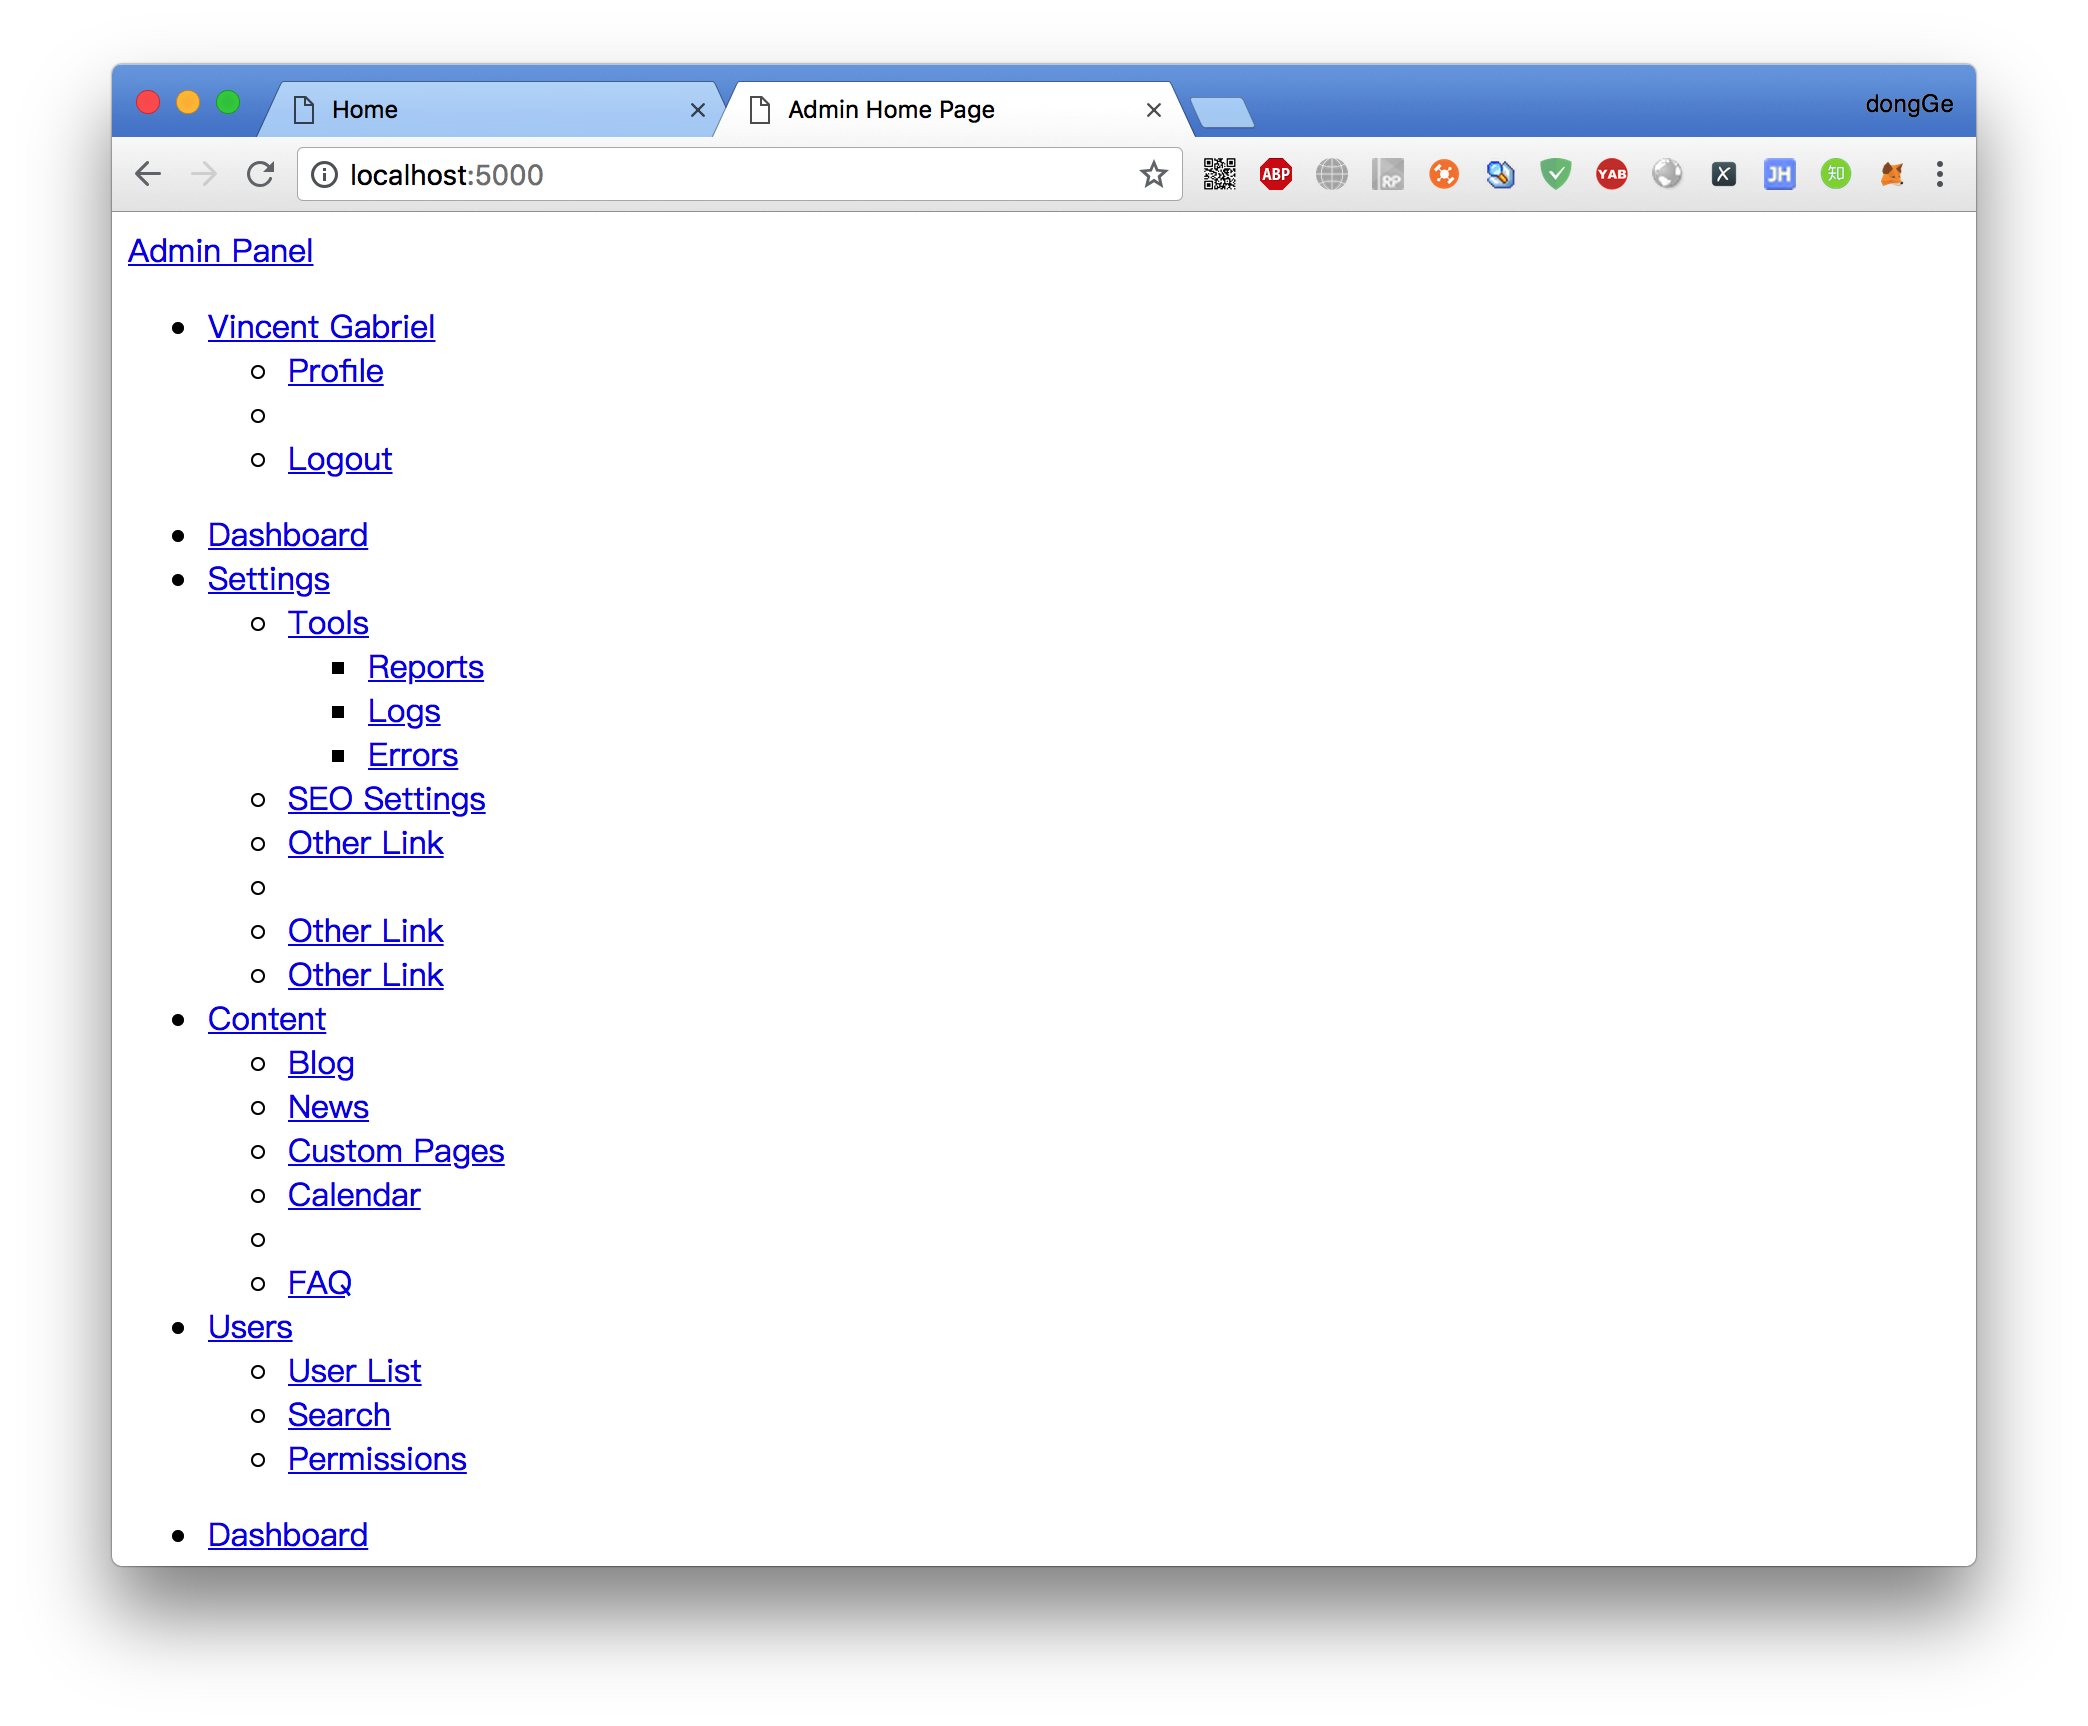 Home
Admin Home Page
dongGe
localhost:5000
ABP
RP
YAB
X
JH
知
Admin Panel
Vincent Gabriel
Profile
Logout
Dashboard
Settings
Tools
Reports
Logs
Errors
SEO Settings
Other Link
Other Link
Other Link
Content
Blog
News
Custom Pages
Calendar
FAQ
Users
User List
Search
Permissions
Dashboard